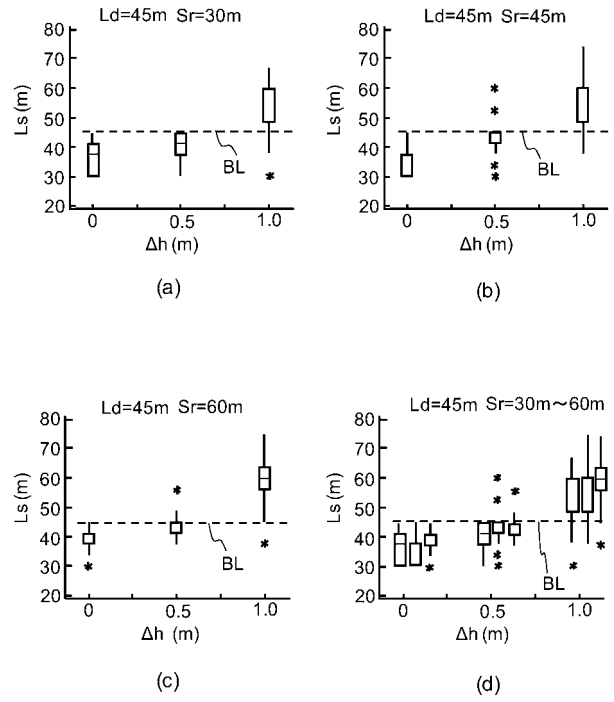 Ld=45m Sr=30m
80
70
60
50
40
30
20
Ls (m)
BL
0 0.5 1.0
Δh (m)
(a)
Ld=45m Sr=45m
80
70
60
50
40
30
20
Ls (m)
BL
0 0.5 1.0
Δh (m)
(b)
Ld=45m Sr=60m
80
70
60
50
40
30
20
Ls (m)
BL
0 0.5 1.0
Δh (m)
(c)
Ld=45m Sr=30m~60m
80
70
60
50
40
30
20
Ls (m)
BL
0 0.5 1.0
Δh (m)
(d)